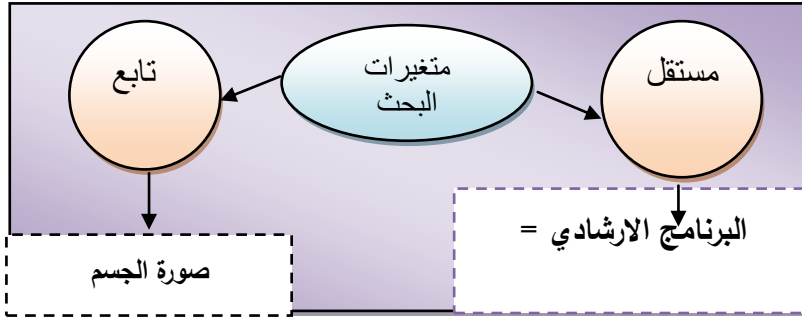 متغيرات
البحث
مستقل
تابع
البرنامج الارشادي =
صورة الجسم